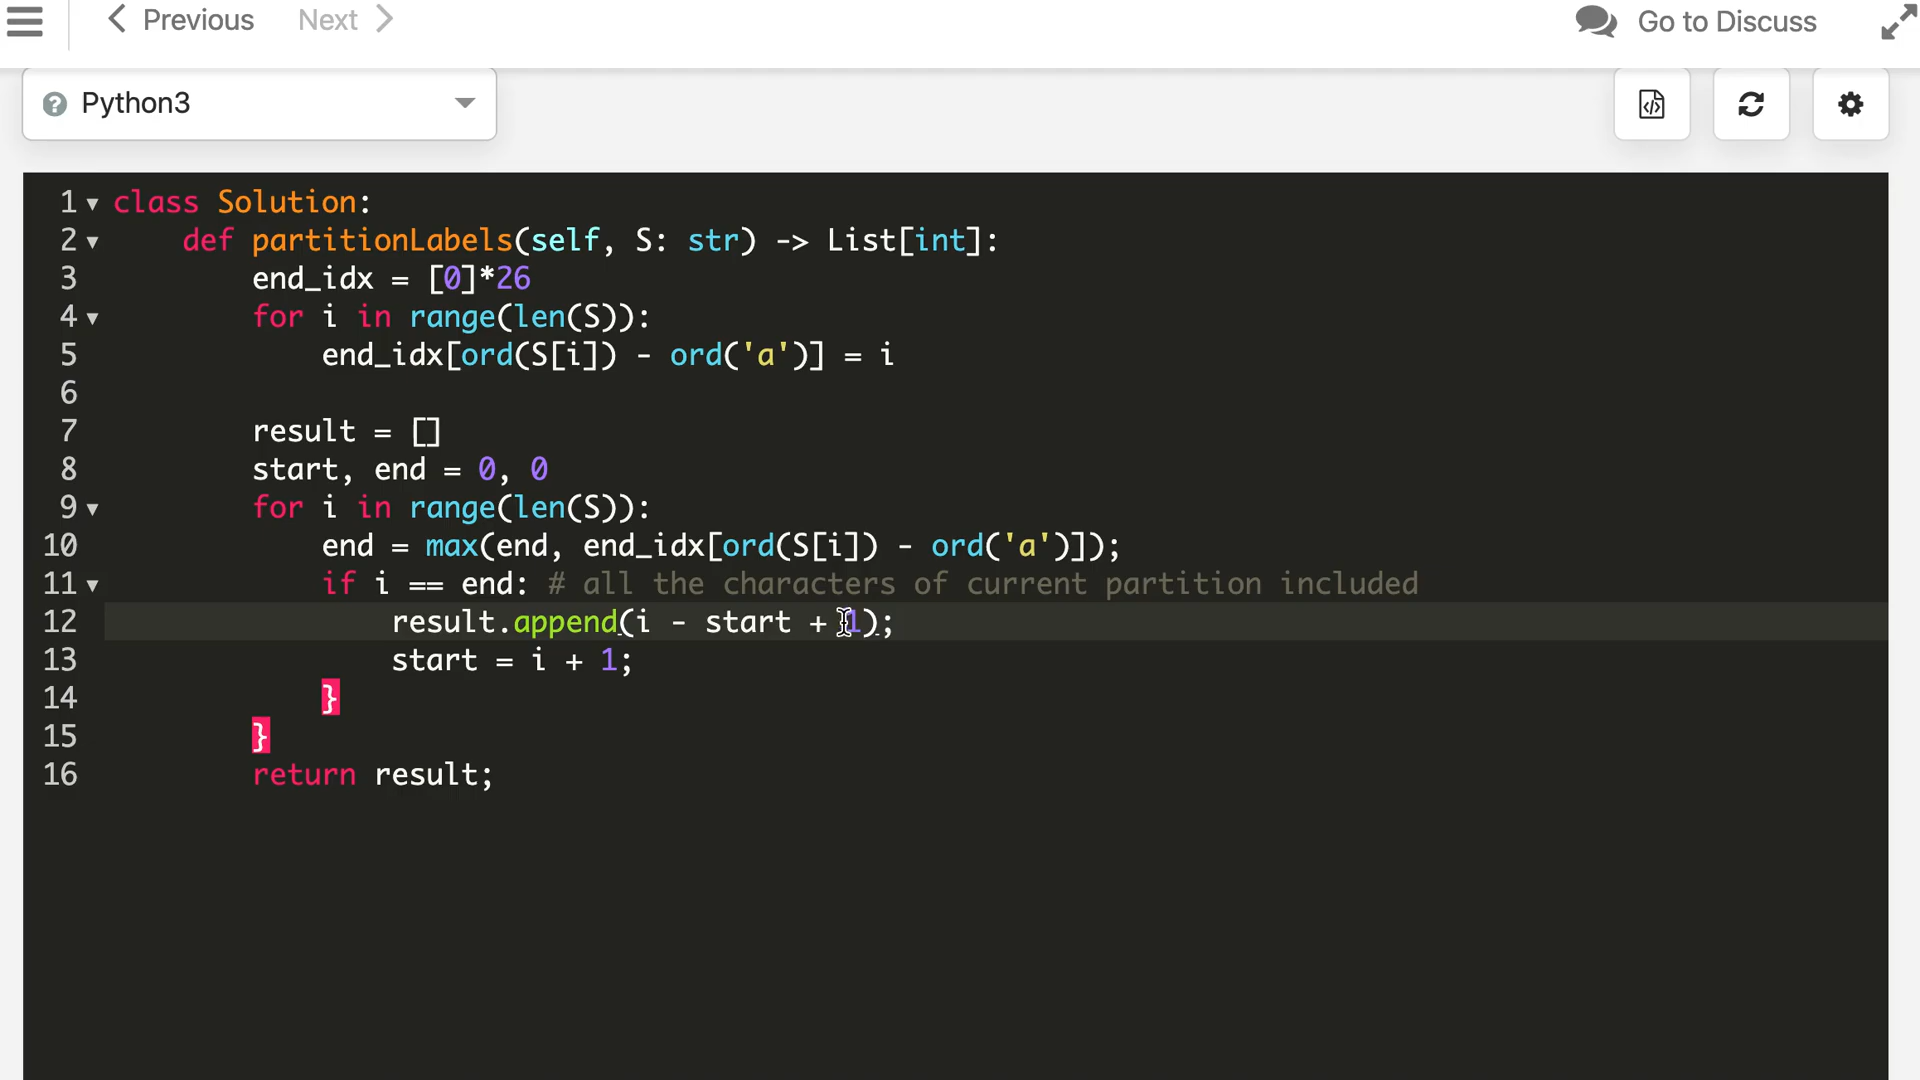 Previous Next Go to Discuss
Python3
1 class Solution:
2 def partitionLabels(self, S: str) -> List[int]:
3 end_idx = [0]*26
4 for i in range(len(S)):
5 end_idx[ord(S[i]) - ord('a')] = i
6
7 result = []
8 start, end = 0, 0
9 for i in range(len(S)):
10 end = max(end, end_idx[ord(S[i]) - ord('a')]);
11 if i == end: # all the characters of current partition included
12 result.append(i - start + 1);
13 start = i + 1;
14 }
15 }
16 return result;